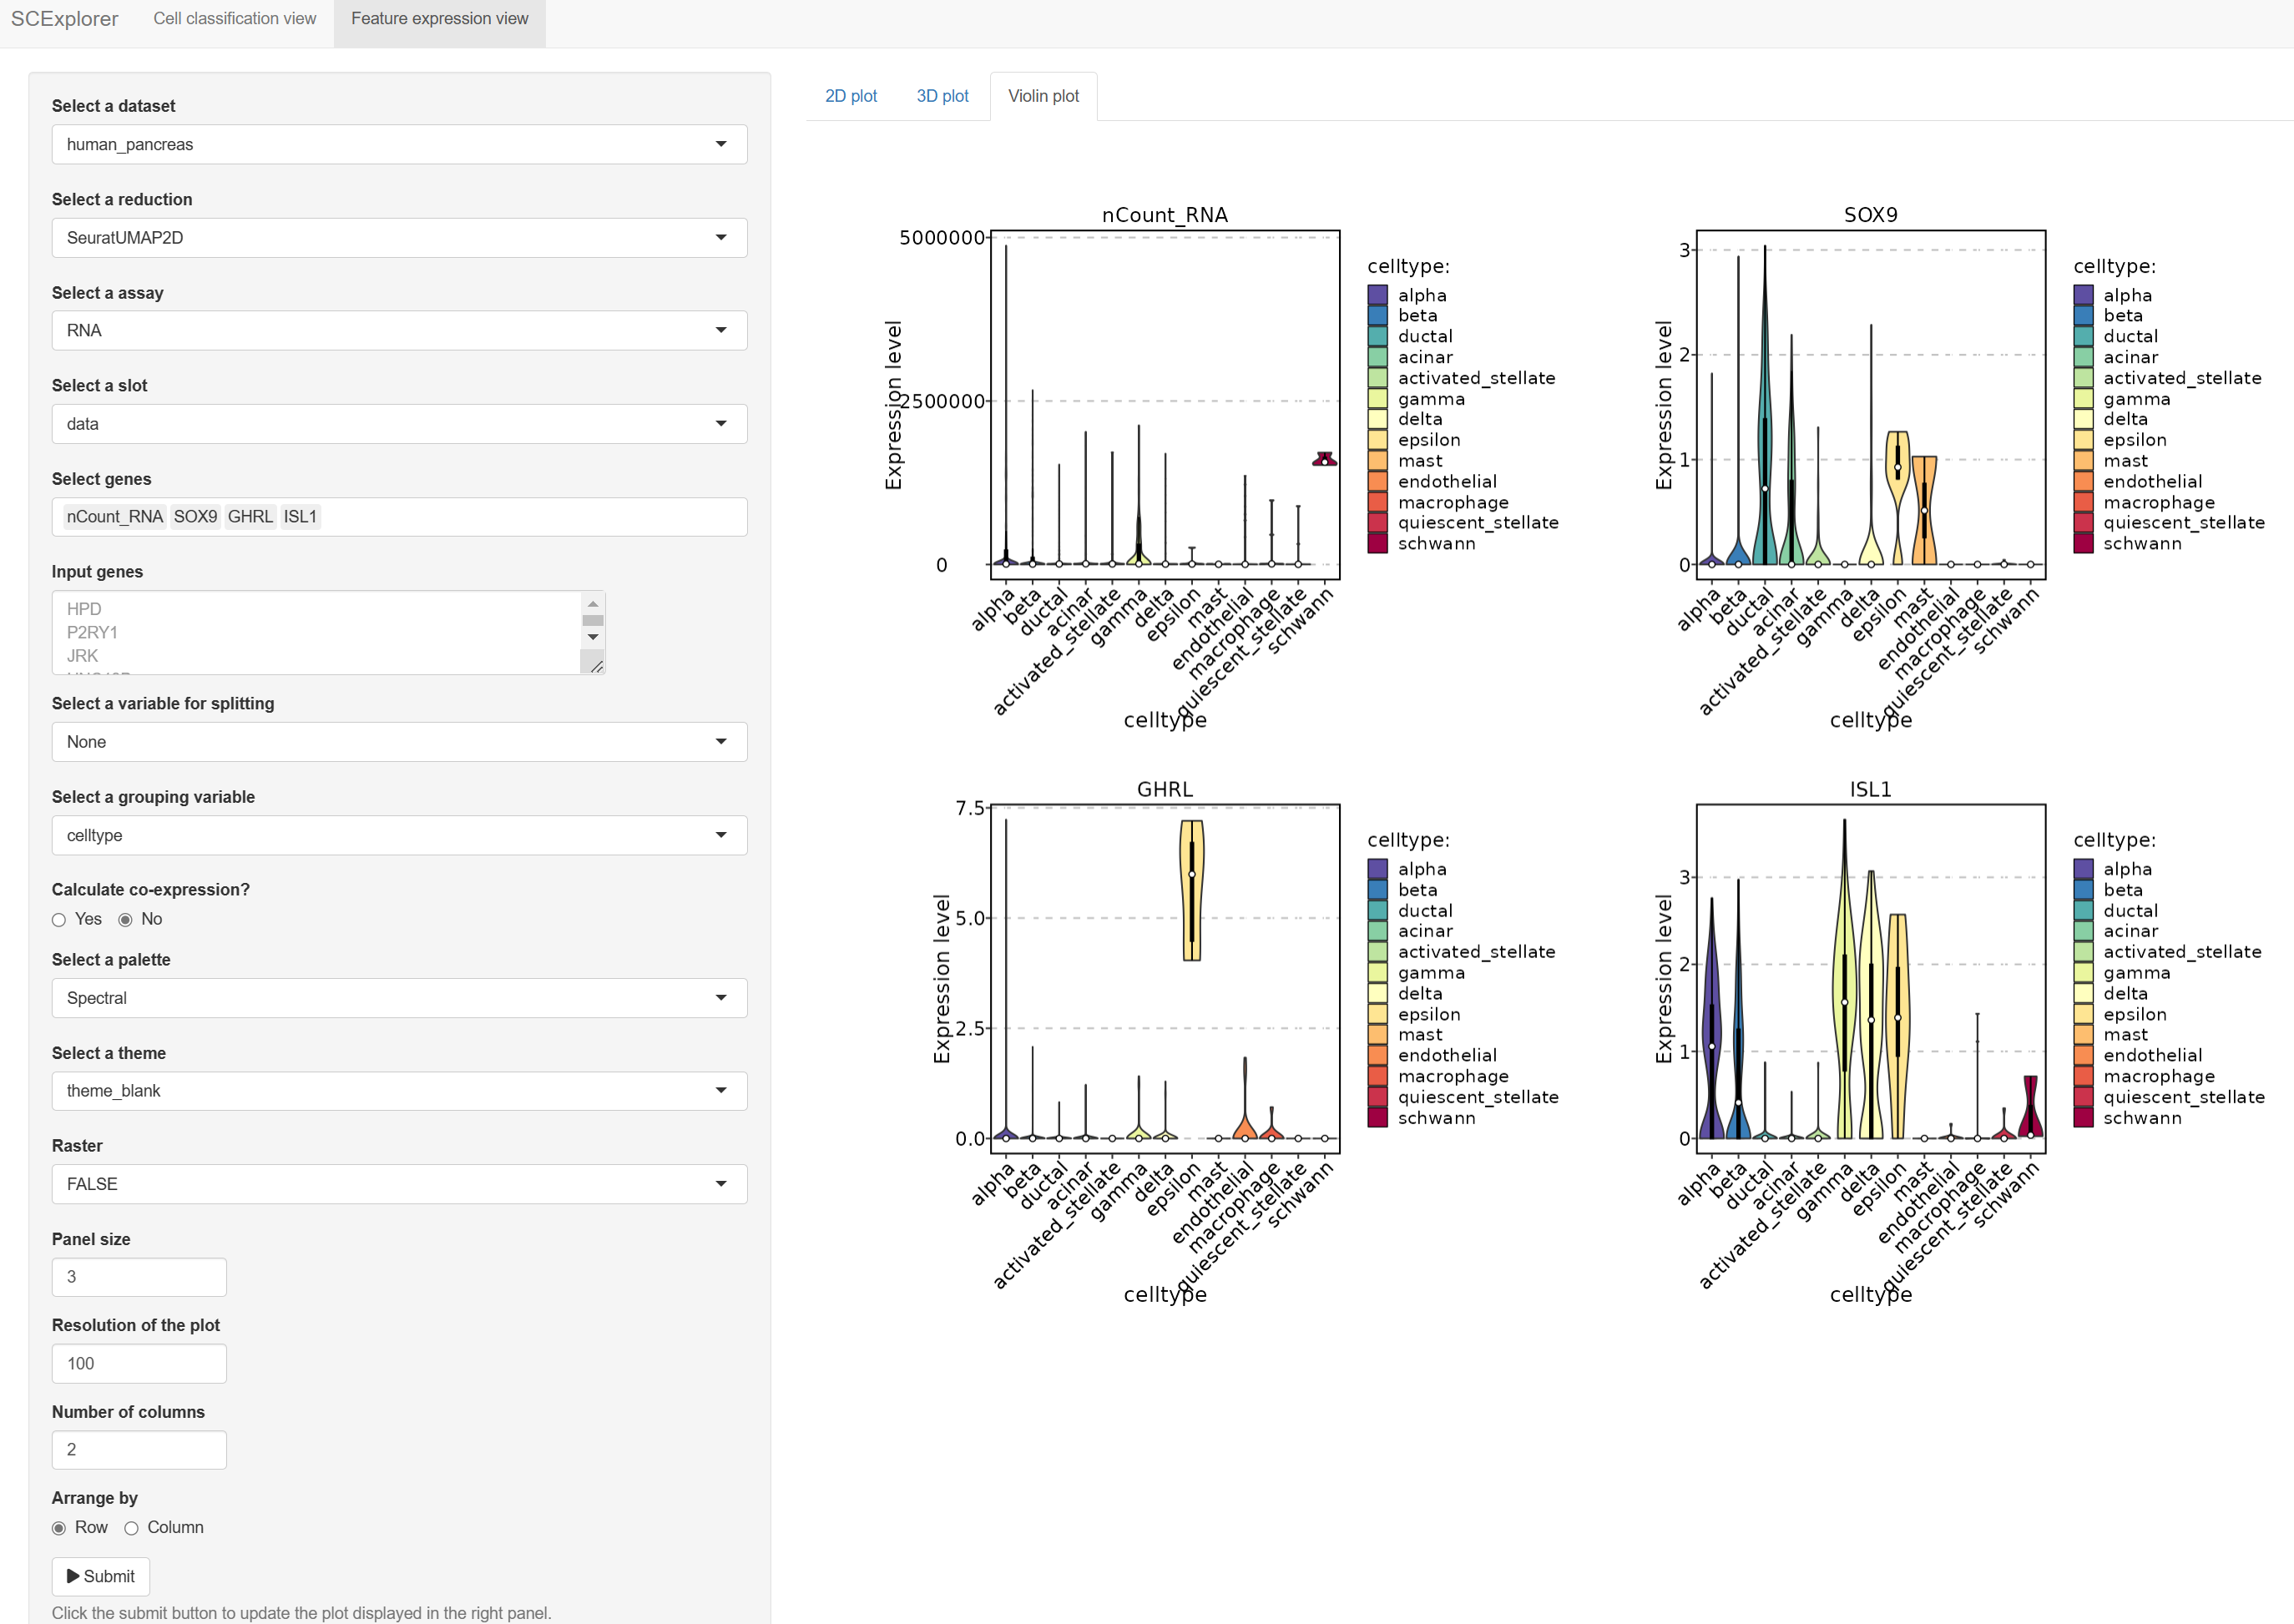 SCExplorer Cell classification view Feature expression view
Select a dataset
human_pancreas
Select a reduction
SeuratUMAP2D
Select a assay
RNA
Select a slot
data
Select genes
nCount_RNA SOX9 GHRL ISL1
Input genes
HPD
P2RY1
JRK
Select a variable for splitting
None
Select a grouping variable
celltype
Calculate co-expression?
Yes No
Select a palette
Spectral
Select a theme
theme_blank
Raster
FALSE
Panel size
3
Resolution of the plot
100
Number of columns
2
Arrange by
Row Column
Submit
Click the submit button to update the plot displayed in the right panel.
2D plot 3D plot Violin plot
nCount_RNA
Expression level
5000000
2500000
0
alpha
beta
ductal
acinar
activated_stellate
gamma
delta
epsilon
mast
endothelial
macrophage
quiescent_stellate
schwann
celltype
celltype:
alpha
beta
ductal
acinar
activated_stellate
gamma
delta
epsilon
mast
endothelial
macrophage
quiescent_stellate
schwann
SOX9
Expression level
3
2
1
0
alpha
beta
ductal
acinar
activated_stellate
gamma
delta
epsilon
mast
endothelial
macrophage
quiescent_stellate
schwann
celltype
celltype:
alpha
beta
ductal
acinar
activated_stellate
gamma
delta
epsilon
mast
endothelial
macrophage
quiescent_stellate
schwann
GHRL
Expression level
7.5
5.0
2.5
0.0
alpha
beta
ductal
acinar
activated_stellate
gamma
delta
epsilon
mast
endothelial
macrophage
quiescent_stellate
schwann
celltype
celltype:
alpha
beta
ductal
acinar
activated_stellate
gamma
delta
epsilon
mast
endothelial
macrophage
quiescent_stellate
schwann
ISL1
Expression level
3
2
1
0
alpha
beta
ductal
acinar
activated_stellate
gamma
delta
epsilon
mast
endothelial
macrophage
quiescent_stellate
schwann
celltype
celltype:
alpha
beta
ductal
acinar
activated_stellate
gamma
delta
epsilon
mast
endothelial
macrophage
quiescent_stellate
schwann